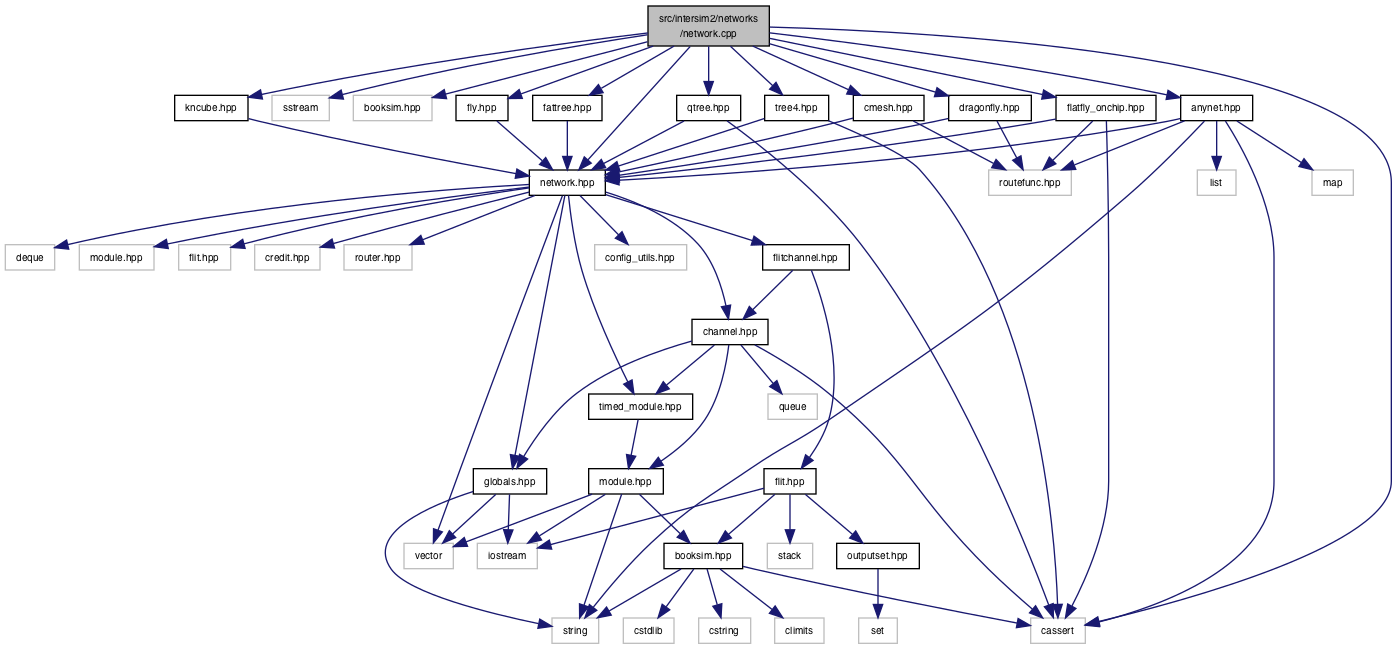 src/intersim2/networks
/network.cpp
kncube.hpp
sstream
booksim.hpp
fly.hpp
fattree.hpp
qtree.hpp
tree4.hpp
cmesh.hpp
dragonfly.hpp
flatfly_onchip.hpp
anynet.hpp
network.hpp
routefunc.hpp
list
map
deque
module.hpp
flit.hpp
credit.hpp
router.hpp
config_utils.hpp
flitchannel.hpp
channel.hpp
timed_module.hpp
queue
globals.hpp
module.hpp
flit.hpp
vector
iostream
booksim.hpp
stack
outputset.hpp
string
cstdlib
cstring
climits
set
cassert